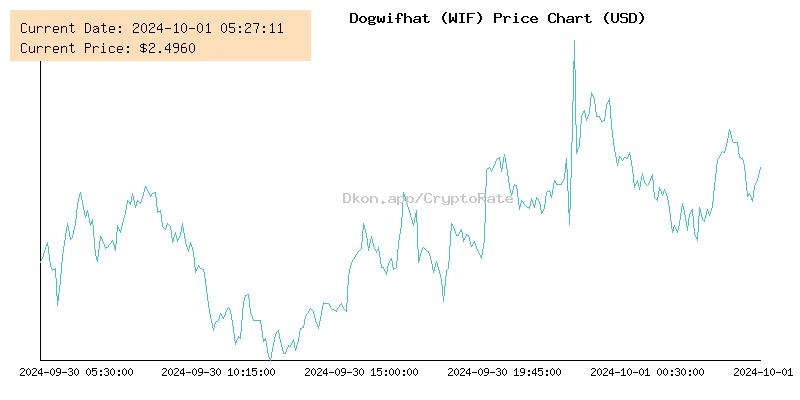 Dogwifhat (WIF) Price Chart (USD)
Current Date: 2024-10-01 05:27:11
Current Price: $2.4960
Dkon.app/CryptoRate
2024-09-30 05:30:00 2024-09-30 10:15:00 2024-09-30 15:00:00 2024-09-30 19:45:00 2024-10-01 00:30:00 2024-10-01